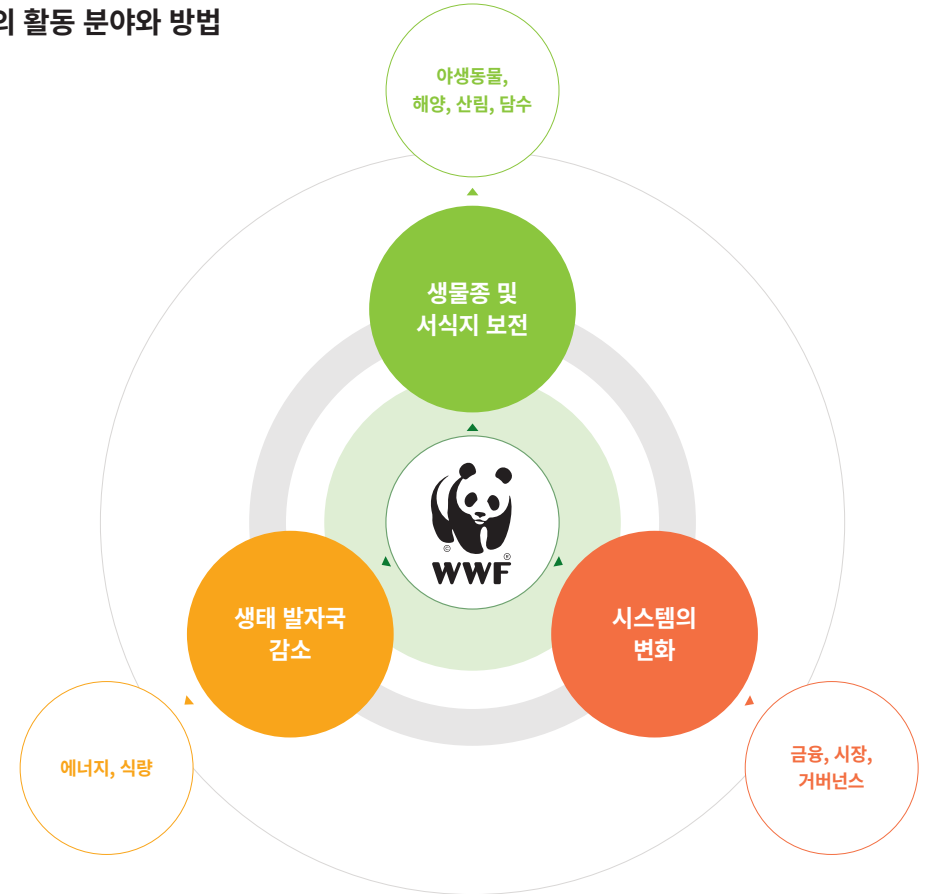 의 활동 분야와 방법
야생동물,
해양, 산림, 담수
생물종 및
서식지 보전
©
®
WWF
생태 발자국
감소
시스템의
변화
에너지, 식량
금융, 시장,
거버넌스